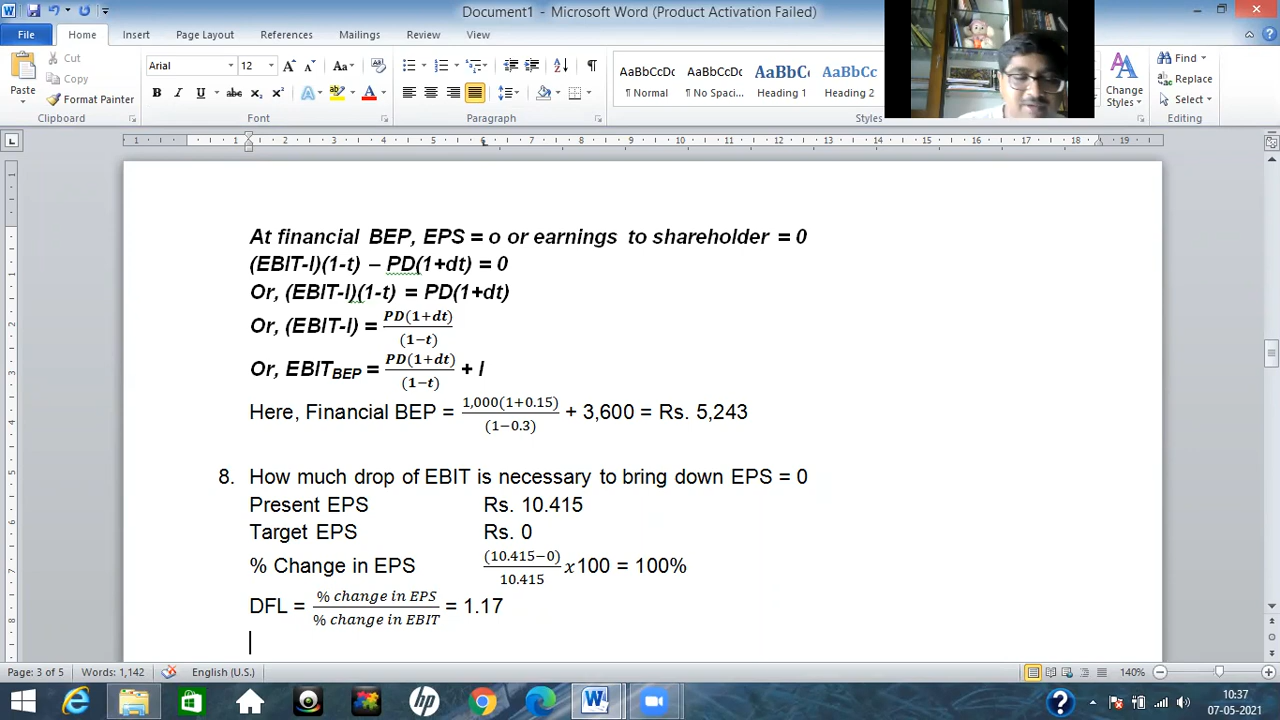 Document1 - Microsoft Word (Product Activation Failed)
File Home Insert Page Layout References Mailings Review View
Paste Cut Copy Format Painter Clipboard
Arial 12 Font
Paragraph
AaBbCcDc AaBbCcDc AaBbCc AaBbCc
¶ Normal ¶ No Spaci... Heading 1 Heading 2
Styles
Change Styles
Find Replace Select Editing
At financial BEP, EPS = o or earnings to shareholder = 0
(EBIT-I)(1-t) – PD(1+dt) = 0
Or, (EBIT-I)(1-t) = PD(1+dt)
Or, (EBIT-I) = PD(1+dt)/(1−t)
Or, EBITBEP = PD(1+dt)/(1−t) + I
Here, Financial BEP = 1,000(1+0.15)/(1−0.3) + 3,600 = Rs. 5,243
8. How much drop of EBIT is necessary to bring down EPS = 0
Present EPS Rs. 10.415
Target EPS Rs. 0
% Change in EPS (10.415−0)/10.415 x100 = 100%
DFL = % change in EPS/% change in EBIT = 1.17
Page: 3 of 5 Words: 1,142 English (U.S.) 140%
hp
10:37
07-05-2021